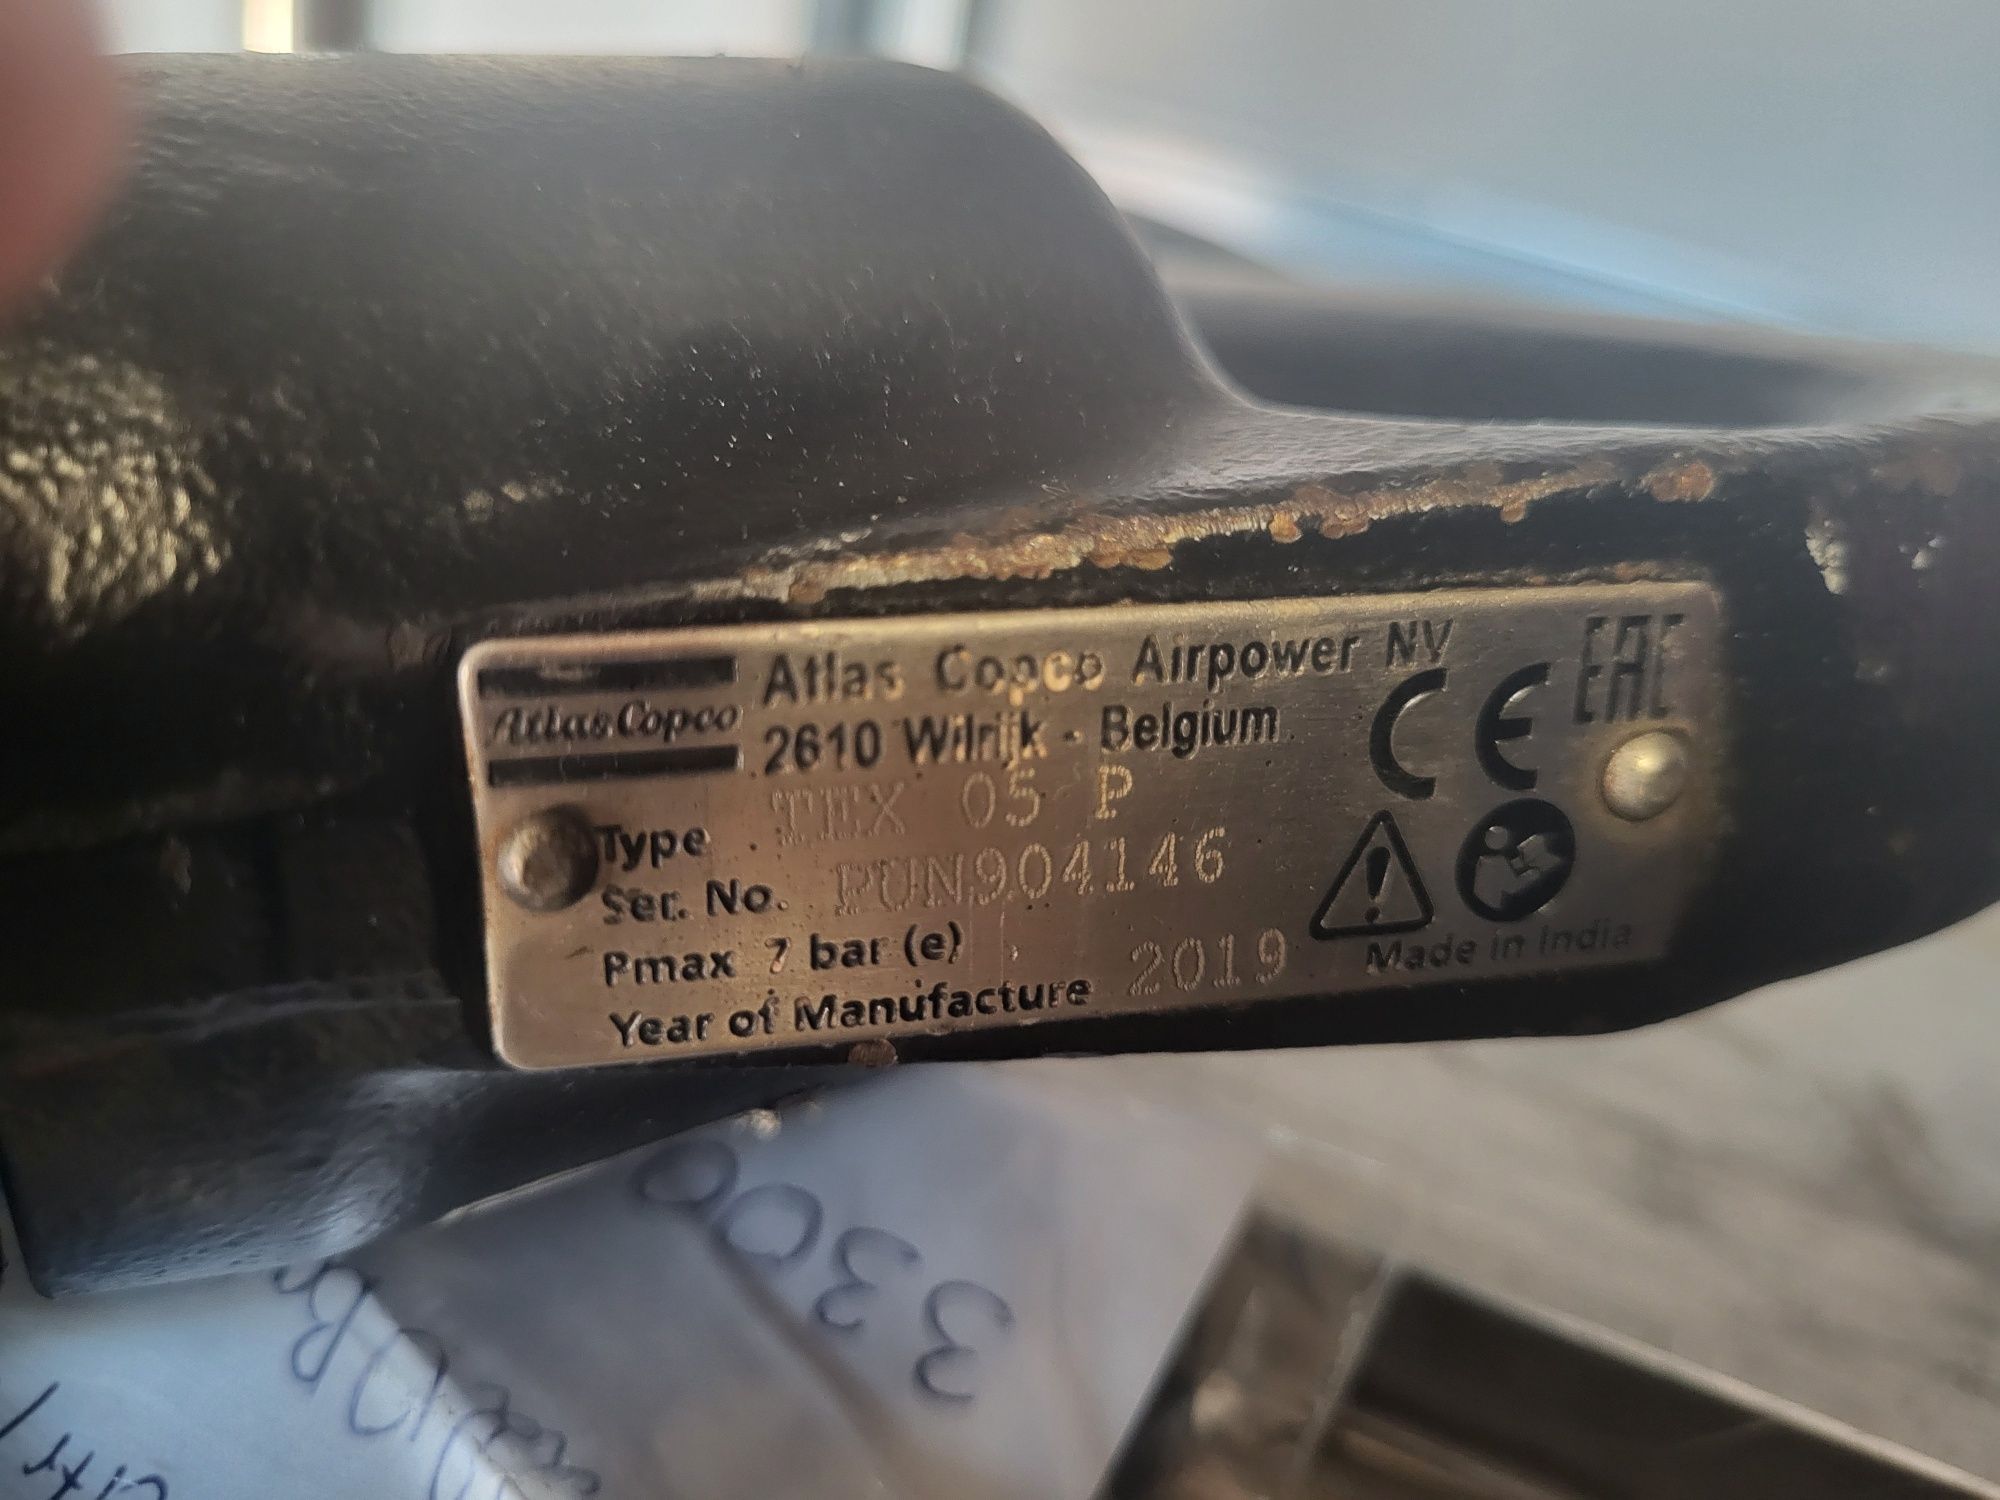 Atlas Copco
Atlas Copco Airpower NV
2610 Wilrijk - Belgium
CE
EAC
Type TEX 05 P
Ser. No. PUN904146
Pmax 7 bar (e)
Year of Manufacture 2019
Made in India
3300